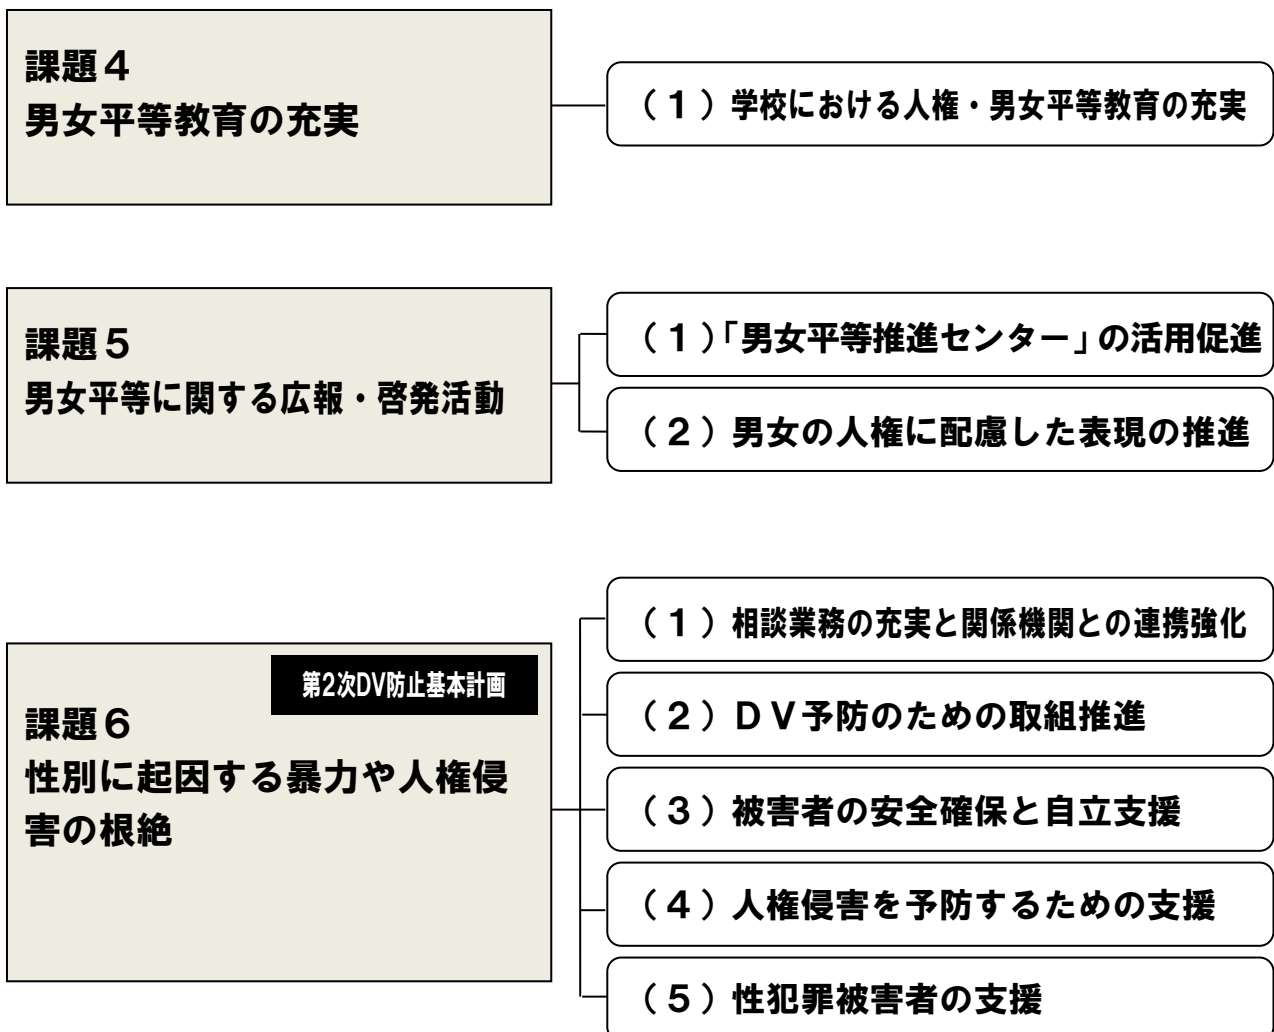 課題４
男女平等教育の充実
（１）学校における人権・男女平等教育の充実
課題５
男女平等に関する広報・啓発活動
（１）「男女平等推進センター」の活用促進
（２）男女の人権に配慮した表現の推進
第2次DV防止基本計画
課題６
性別に起因する暴力や人権侵
害の根絶
（１）相談業務の充実と関係機関との連携強化
（２）ＤＶ予防のための取組推進
（３）被害者の安全確保と自立支援
（４）人権侵害を予防するための支援
（５）性犯罪被害者の支援